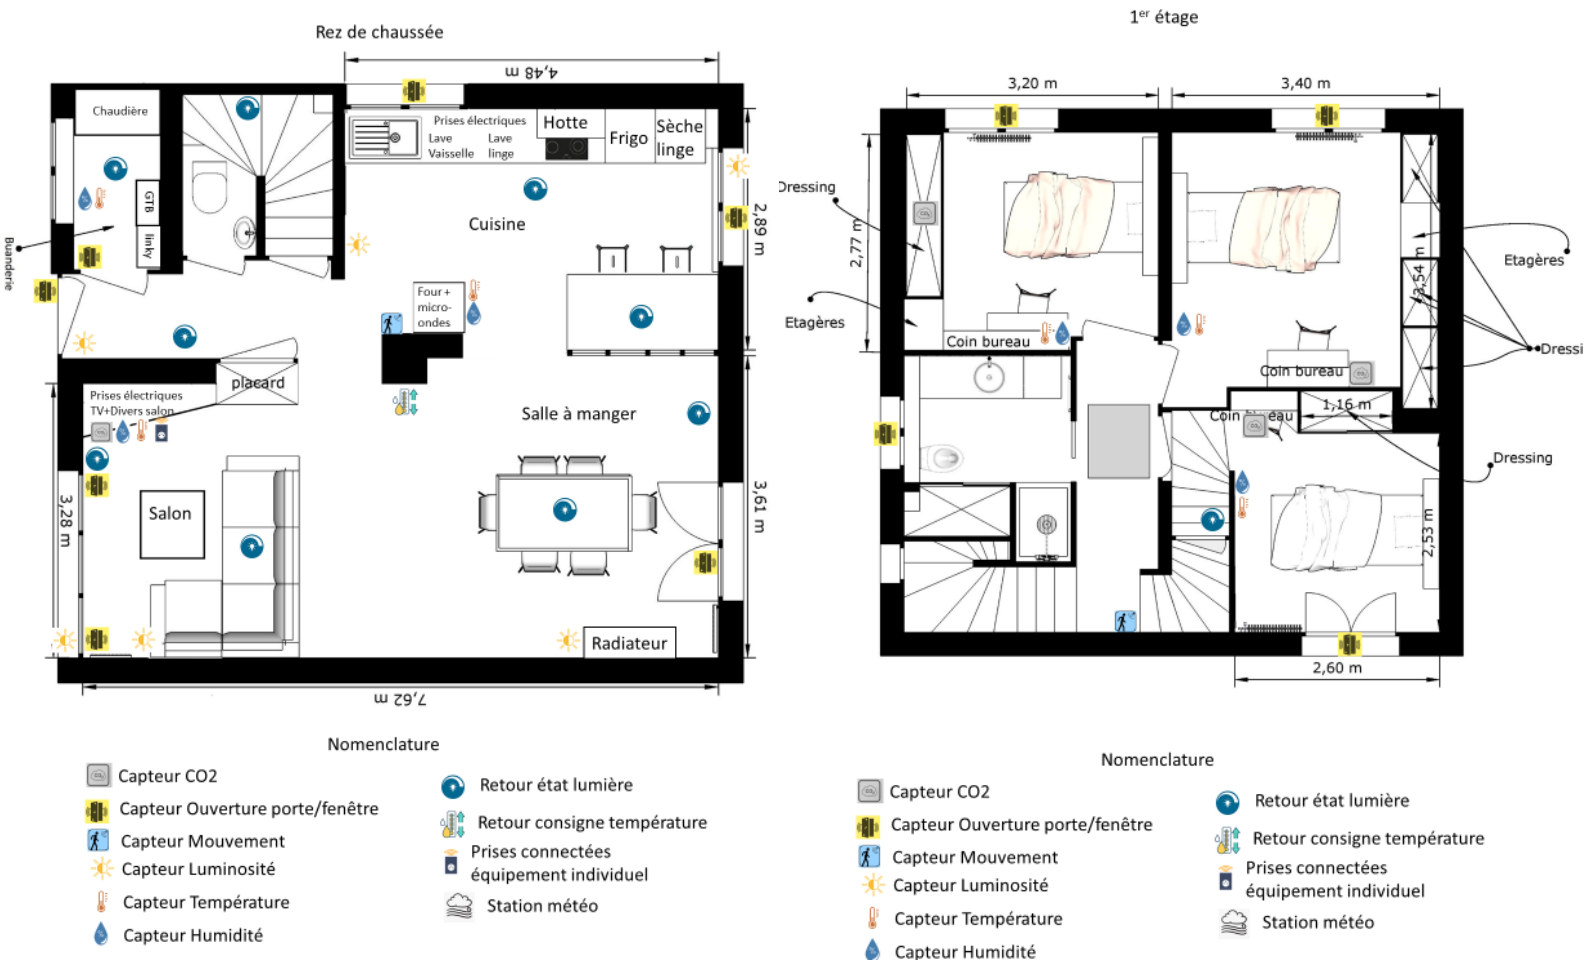 Rez de chaussée
4,48 m
Chaudière
Prises électriques
Lave
Vaisselle
Lave
linge
Hotte
Frigo
Sèche
linge
GTB
linky
Buanderie
Cuisine
2,89 m
Four+
micro-
ondes
placard
Prises électriques
TV+Divers salon
Salle à manger
Salon
3,28 m
3,61 m
Radiateur
7,62 m
Nomenclature
Capteur CO2
Capteur Ouverture porte/fenêtre
Capteur Mouvement
Capteur Luminosité
Capteur Température
Capteur Humidité
Retour état lumière
Retour consigne température
Prises connectées
équipement individuel
Station météo
1er étage
3,20 m
3,40 m
Dressing
2,77 m
Etagères
Coin bureau
Etagères
3,54 m
Dressi
Coin bureau
Coin eau
1,16 m
Dressing
2,53 m
2,60 m
Nomenclature
Capteur CO2
Capteur Ouverture porte/fenêtre
Capteur Mouvement
Capteur Luminosité
Capteur Température
Capteur Humidité
Retour état lumière
Retour consigne température
Prises connectées
équipement individuel
Station météo